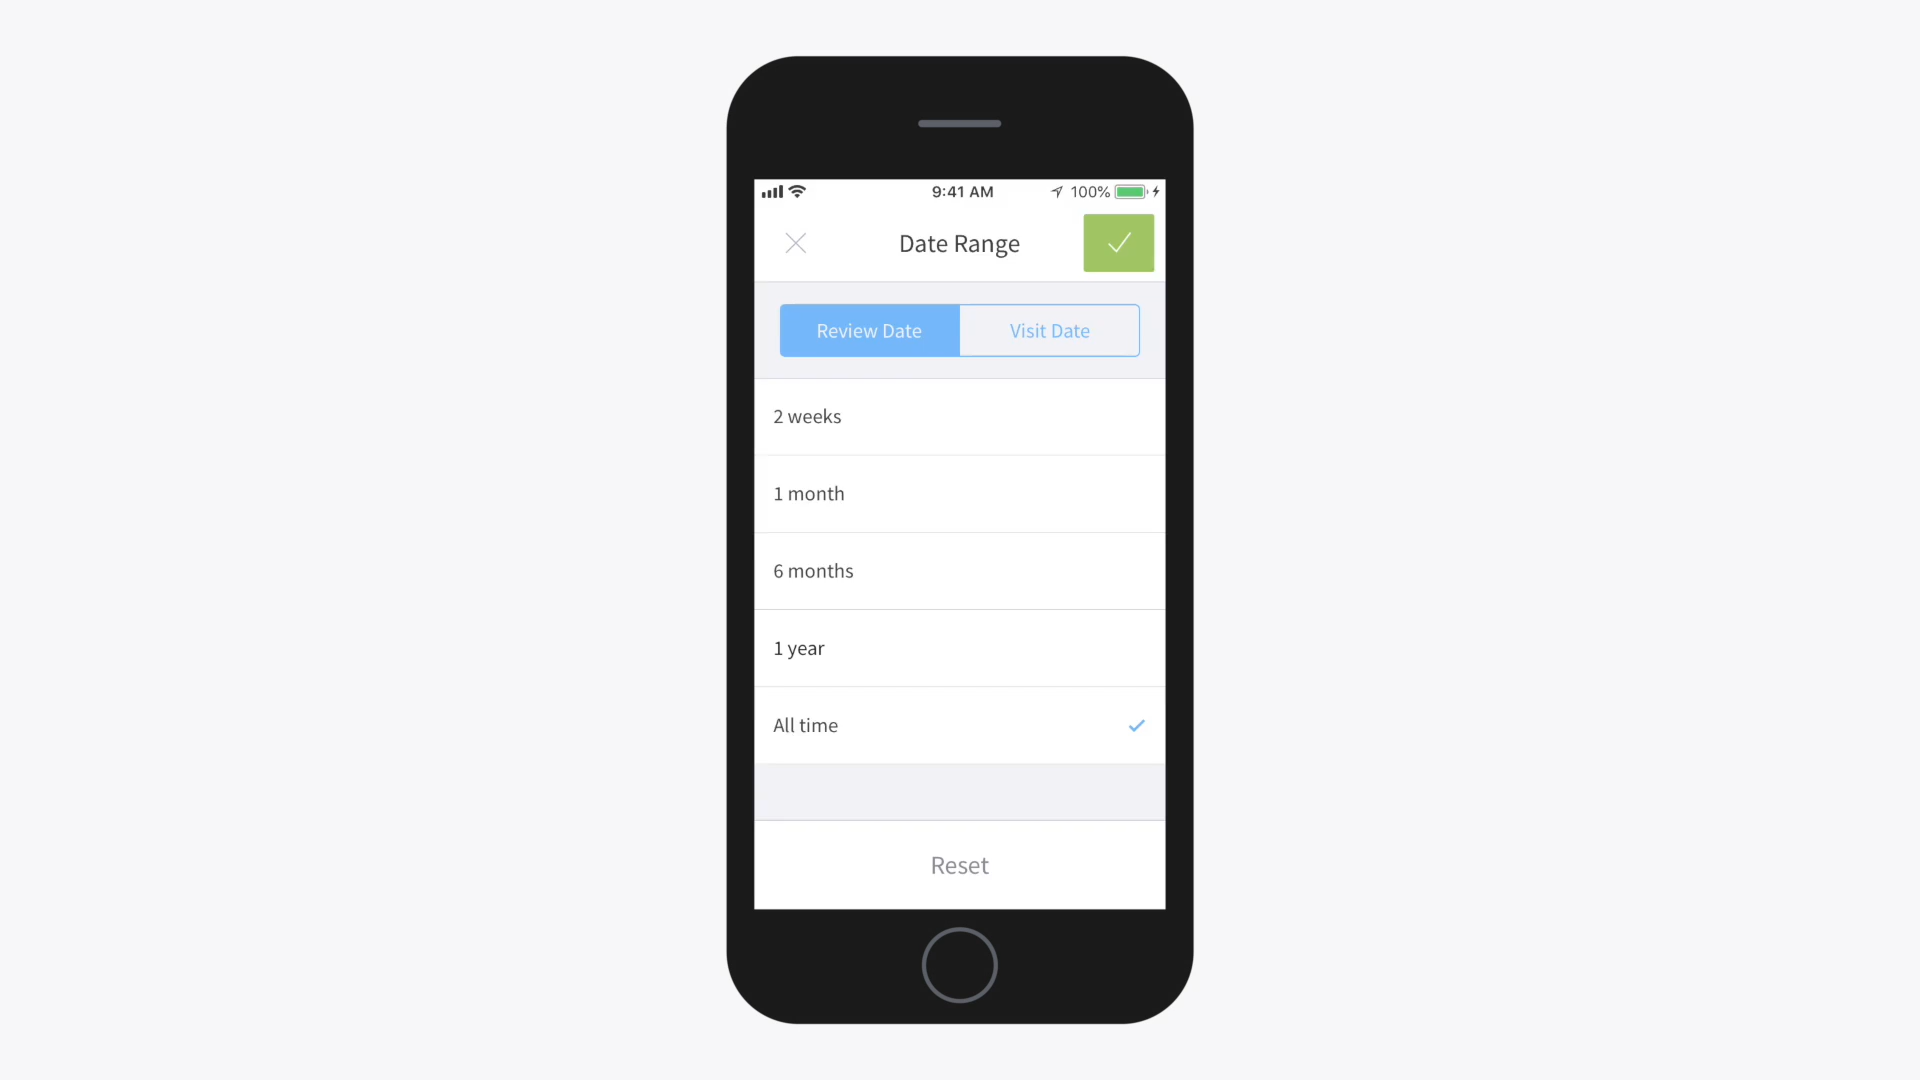 9:41 AM 100%
Date Range
Review Date Visit Date
2 weeks
1 month
6 months
1 year
All time
Reset